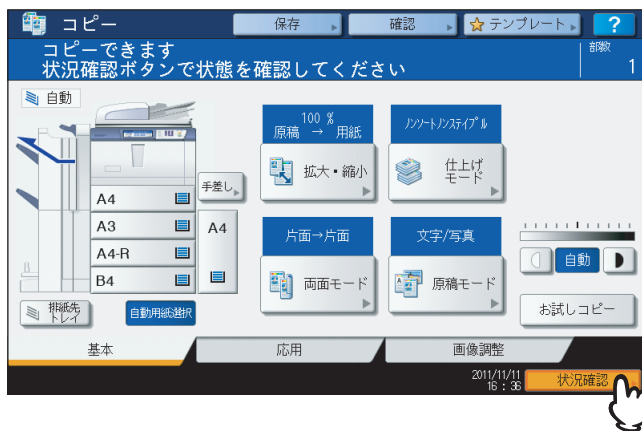 コピー
保存
確認
テンプレート
?
コピーできます
部数
状況確認ボタンで状態を確認してください
1
自動
100 %
原稿 → 用紙
ノンソートノンステイプル
拡大・縮小
仕上げ
モード
手差し
A4
A3
A4
A4-R
B4
片面→片面
文字/写真
両面モード
原稿モード
自動
排紙先
トレイ
自動用紙選択
お試しコピー
基本
応用
画像調整
2011/11/11
16 : 36
状況確認